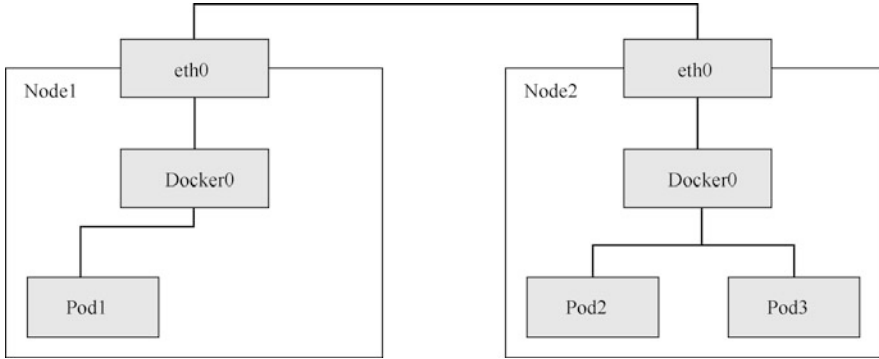 eth0
eth0
Node1
Node2
Docker0
Docker0
Pod1
Pod2
Pod3